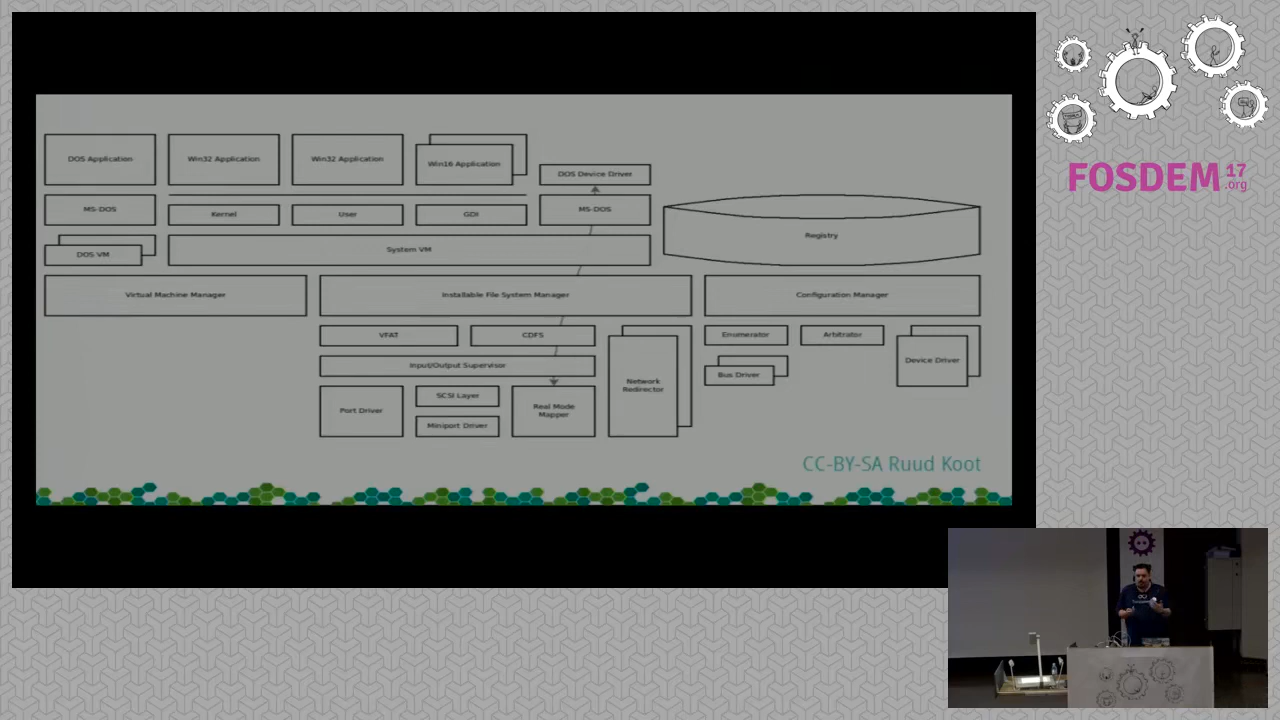 DOS Application
Win32 Application
Win32 Application
Win16 Application
DOS Device Driver
MS-DOS
Kernel
User
GDI
MS-DOS
DOS VM
System VM
Registry
Virtual Machine Manager
Installable File System Manager
Configuration Manager
VFAT
CDFS
Enumerator
Arbitrator
Input/Output Supervisor
Network
Redirector
Device Driver
Bus Driver
Port Driver
SCSI Layer
Real Mode
Mapper
Miniport Driver
CC-BY-SA Ruud Koot
FOSDEM 17
.org